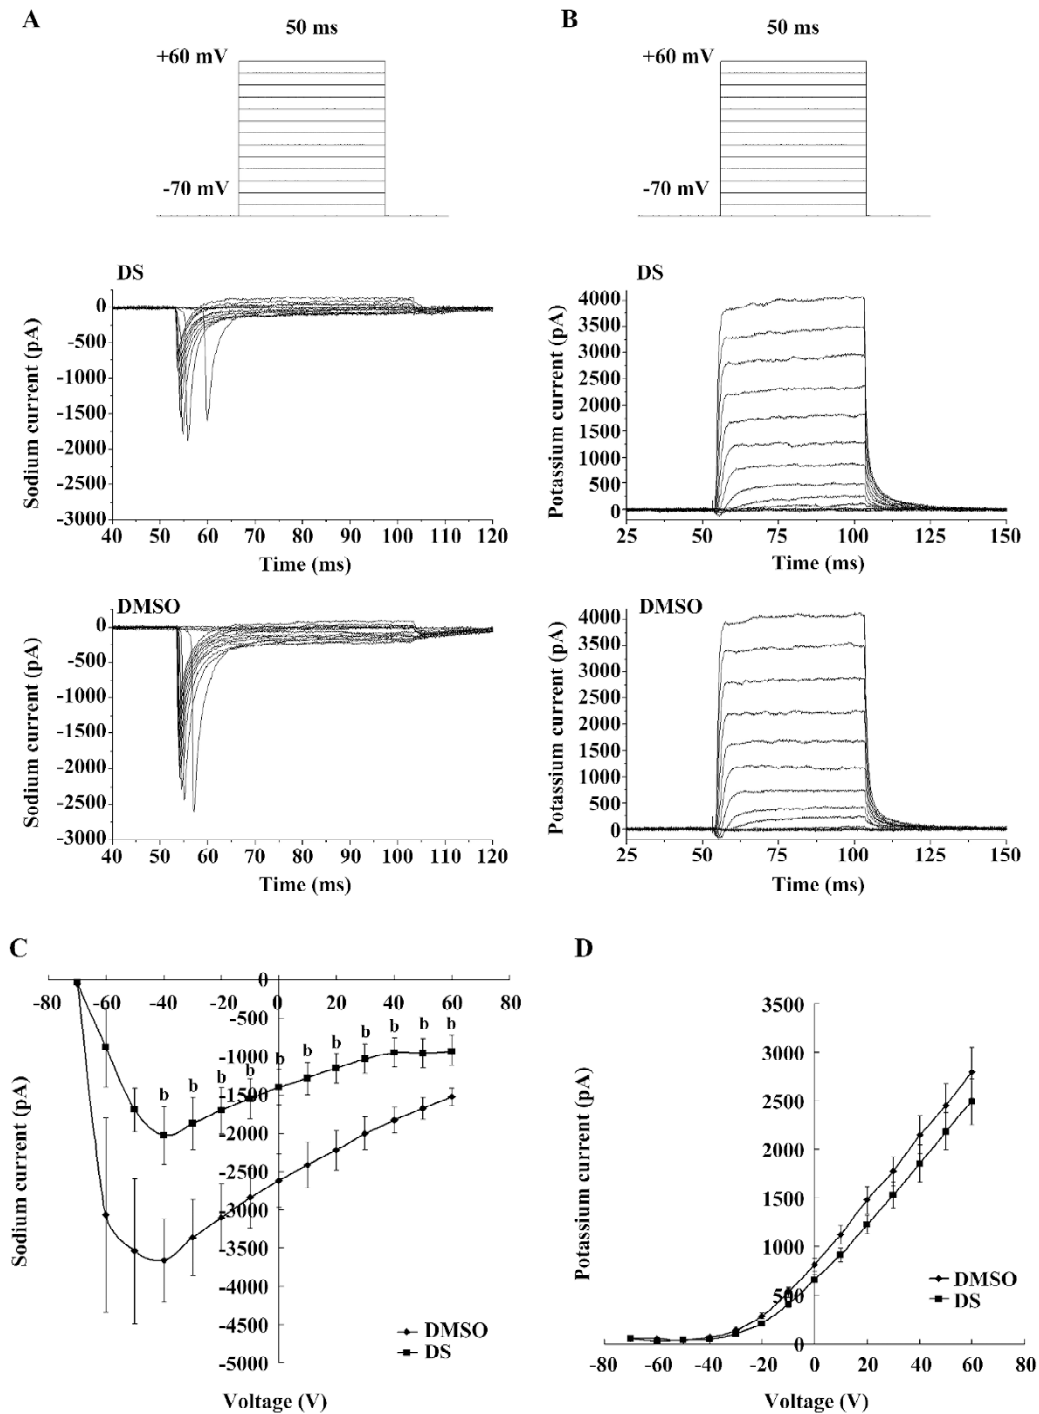 A
50 ms
+60 mV
-70 mV
B
50 ms
+60 mV
-70 mV
DS
Sodium current (pA)
0
-500
-1000
-1500
-2000
-2500
-3000
40 50 60 70 80 90 100 110 120
Time (ms)
DS
Potassium current (pA)
4000
3500
3000
2500
2000
1500
1000
500
0
25 50 75 100 125 150
Time (ms)
DMSO
Sodium current (pA)
0
-500
-1000
-1500
-2000
-2500
-3000
40 50 60 70 80 90 100 110 120
Time (ms)
DMSO
Potassium current (pA)
4000
3500
3000
2500
2000
1500
1000
500
0
25 50 75 100 125 150
Time (ms)
C
Sodium current (pA)
-80 -60 -40 -20 0 20 40 60 80
0
-500
-1000
-1500
-2000
-2500
-3000
-3500
-4000
-4500
-5000
b b b b b b b b b b b
DMSO
DS
Voltage (V)
D
Potassium current (pA)
3500
3000
2500
2000
1500
1000
500
0
-80 -60 -40 -20 0 20 40 60 80
DMSO
DS
Voltage (V)